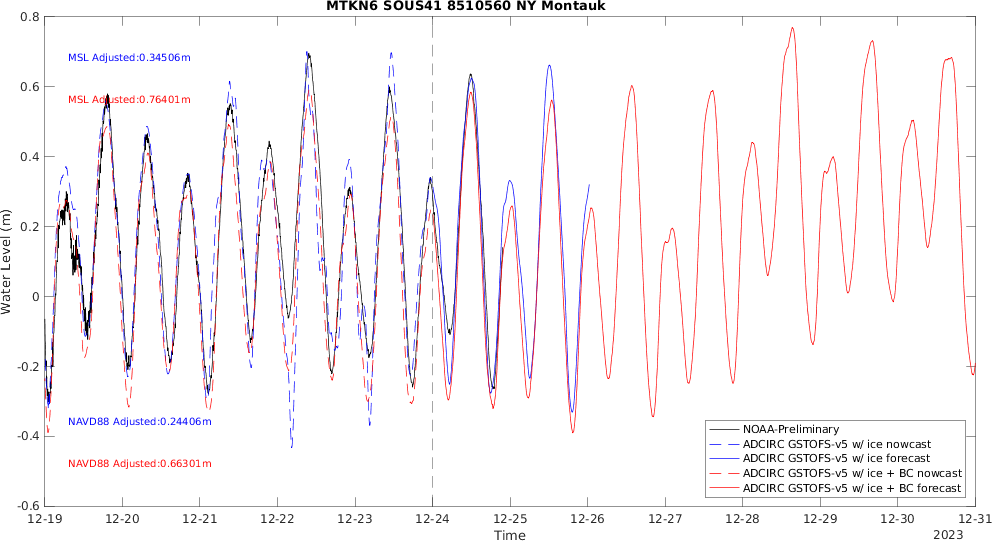 MTKN6 SOUS41 8510560 NY Montauk
0.8
0.6
0.4
0.2
0
-0.2
-0.4
-0.6
Water Level (m)
MSL Adjusted:0.34506m
MSL Adjusted:0.76401m
NAVD88 Adjusted:0.24406m
NAVD88 Adjusted:0.66301m
NOAA-Preliminary
ADCIRC GSTOFS-v5 w/ ice nowcast
ADCIRC GSTOFS-v5 w/ ice forecast
ADCIRC GSTOFS-v5 w/ ice + BC nowcast
ADCIRC GSTOFS-v5 w/ ice + BC forecast
12-19 12-20 12-21 12-22 12-23 12-24 12-25 12-26 12-27 12-28 12-29 12-30 12-31
Time
2023